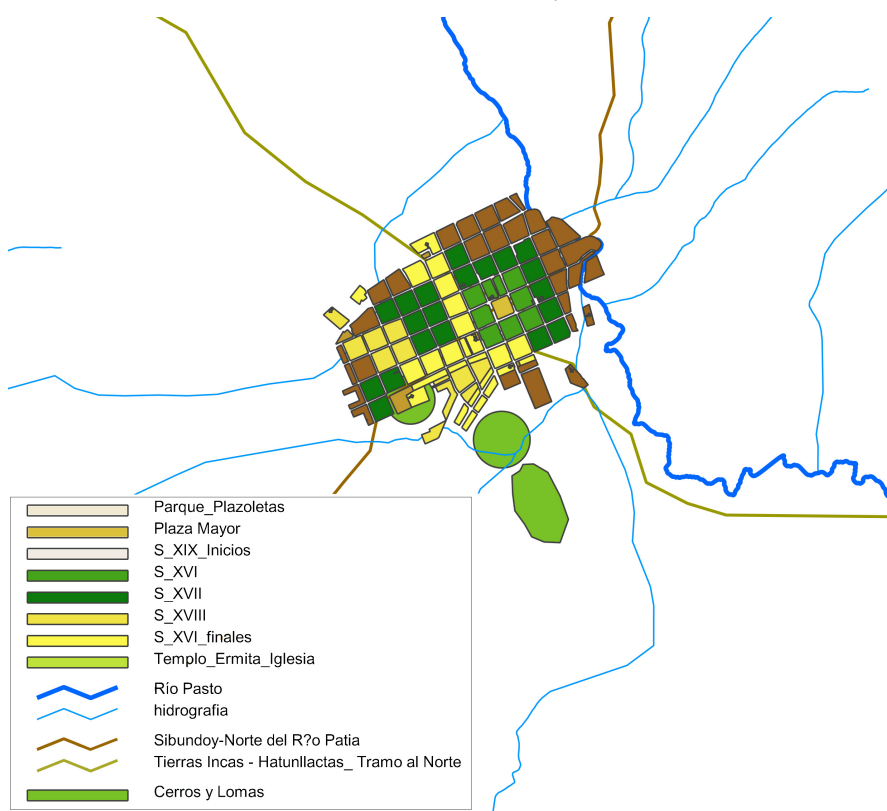 Parque_Plazoletas
Plaza Mayor
S_XIX_Inicios
S_XVI
S_XVII
S_XVIII
S_XVI_finales
Templo_Ermita_Iglesia
Río Pasto
hidrografia
Sibundoy-Norte del R?o Patia
Tierras Incas - Hatunllactas_ Tramo al Norte
Cerros y Lomas